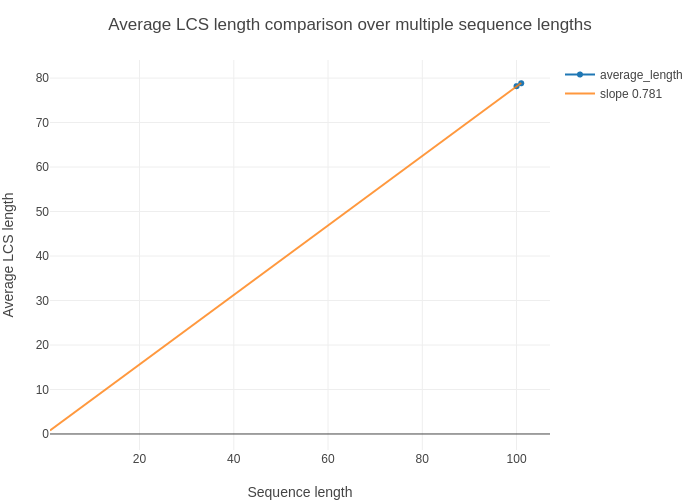 Average LCS length comparison over multiple sequence lengths
average_length
slope 0.781
80
70
60
50
40
30
20
10
0
Average LCS length
20 40 60 80 100
Sequence length